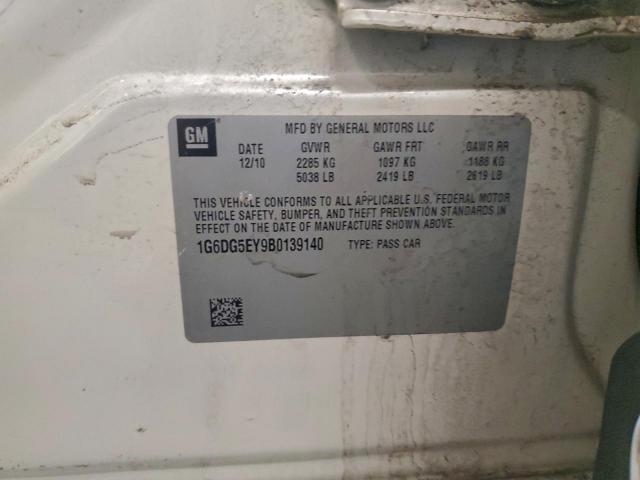 GM
MFD BY GENERAL MOTORS LLC
DATE GVWR GAWR FRT GAWR RR
12/10 2285 KG 1097 KG 1188 KG
5038 LB 2419 LB 2619 LB
THIS VEHICLE CONFORMS TO ALL APPLICABLE U.S. FEDERAL MOTOR
VEHICLE SAFETY, BUMPER, AND THEFT PREVENTION STANDARDS IN
EFFECT ON THE DATE OF MANUFACTURE SHOWN ABOVE.
1G6DG5EY9B0139140 TYPE: PASS CAR